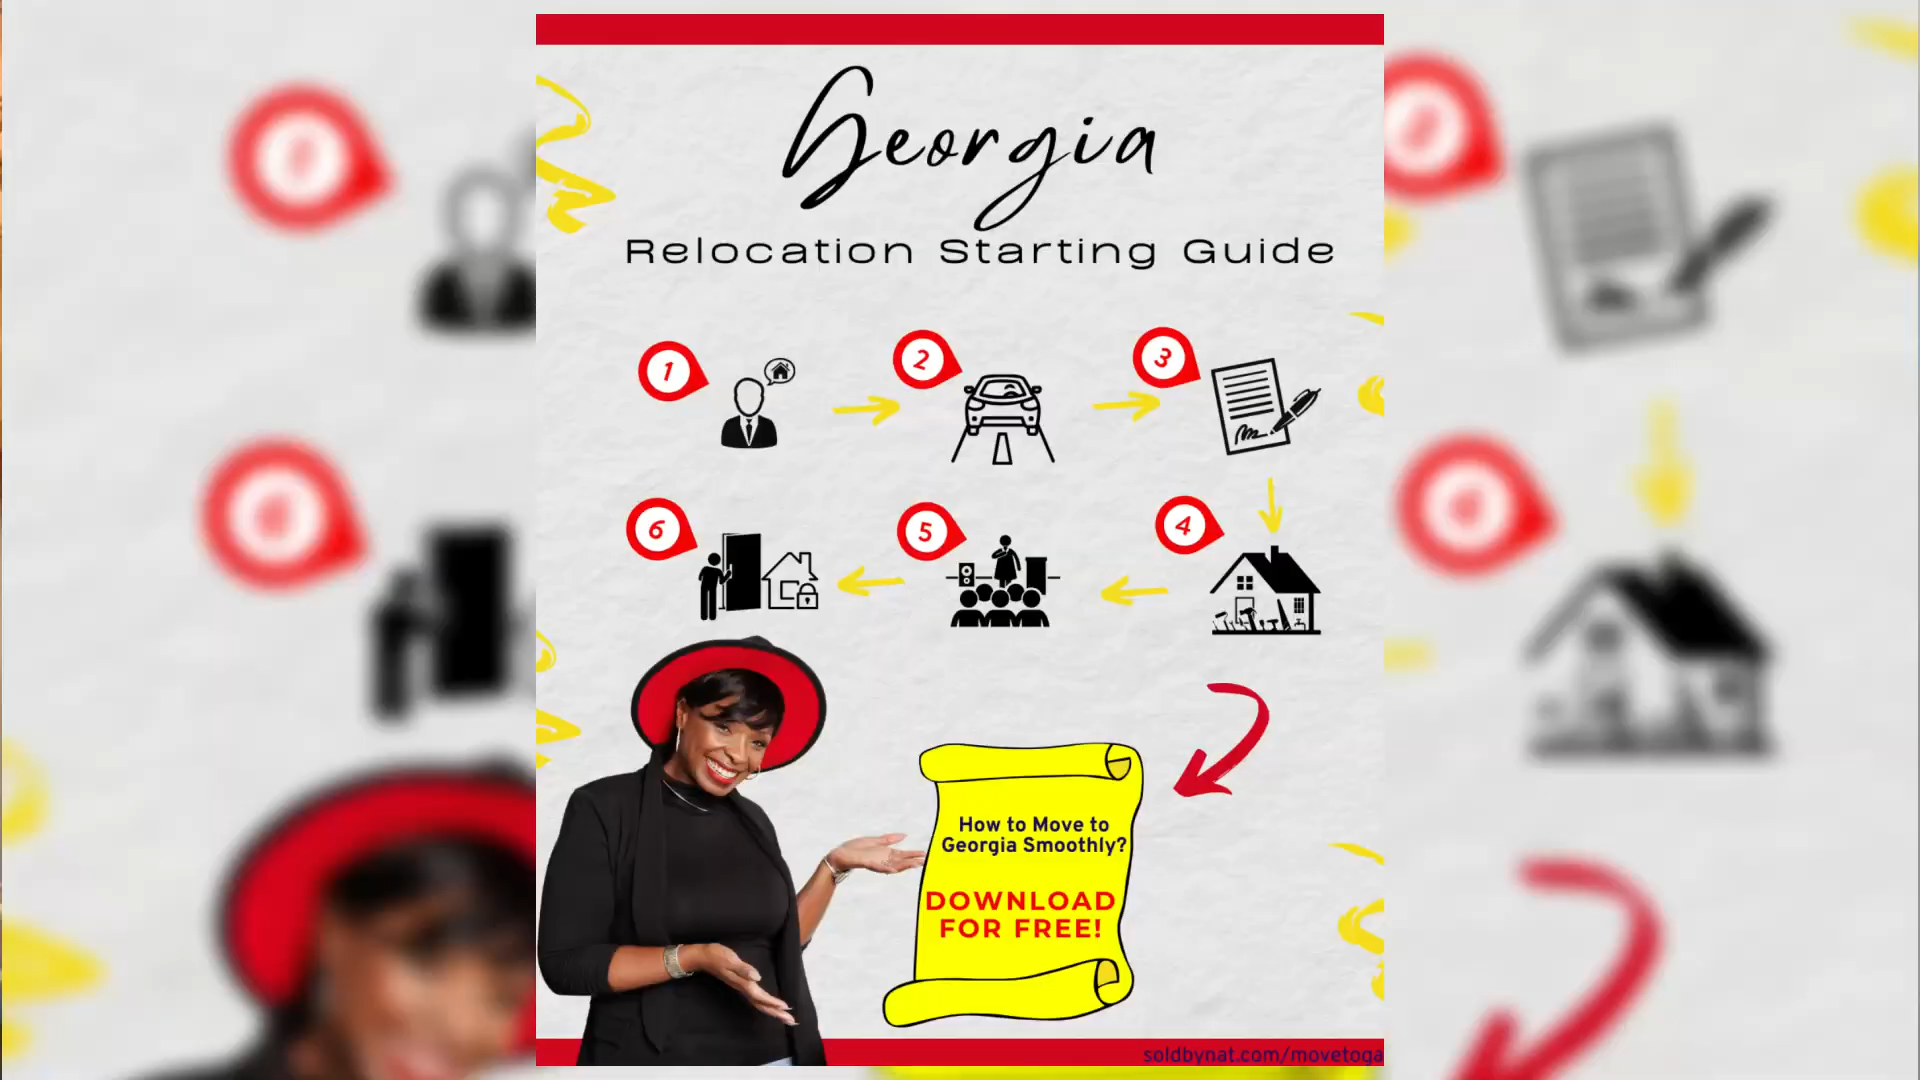 Georgia
Relocation Starting Guide
1
2
3
6
5
4
How to Move to
Georgia Smoothly?
DOWNLOAD
FOR FREE!
soldbynat.com/movetoga